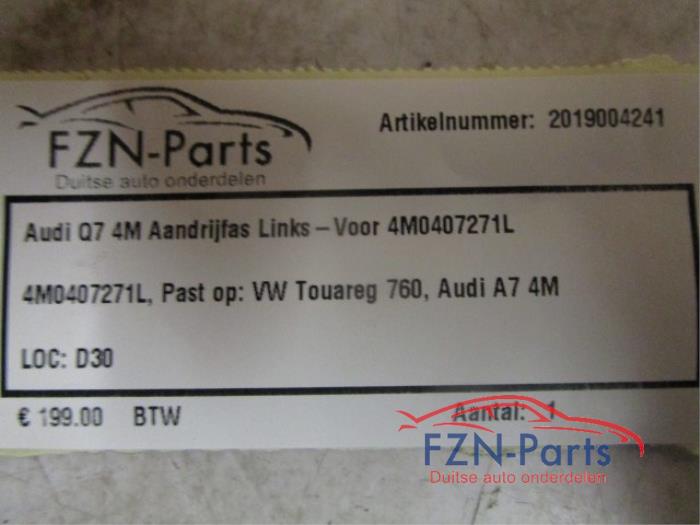 FZN-Parts
Duitse auto onderdelen
Artikelnummer: 2019004241
Audi Q7 4M Aandrijfas Links – Voor 4M0407271L
4M0407271L, Past op: VW Touareg 760, Audi A7 4M
LOC: D30
€ 199.00 BTW Aantal: 1
FZN-Parts
Duitse auto onderdelen